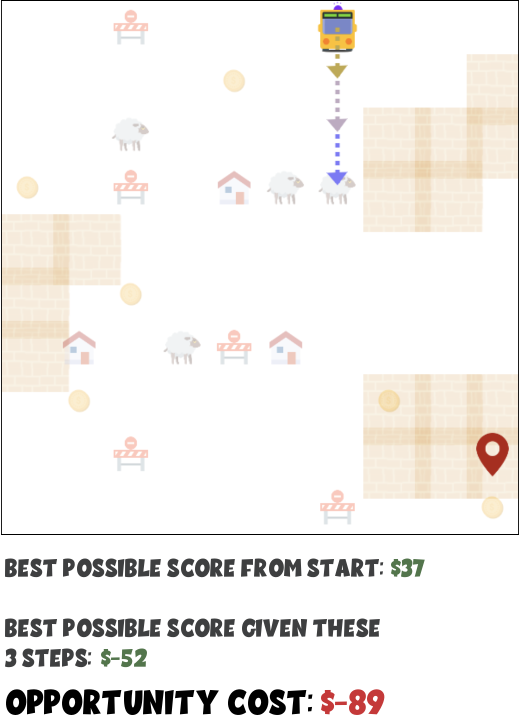 BEST POSSIBLE SCORE FROM START: $37
BEST POSSIBLE SCORE GIVEN THESE
3 STEPS: $-52
OPPORTUNITY COST: $-89